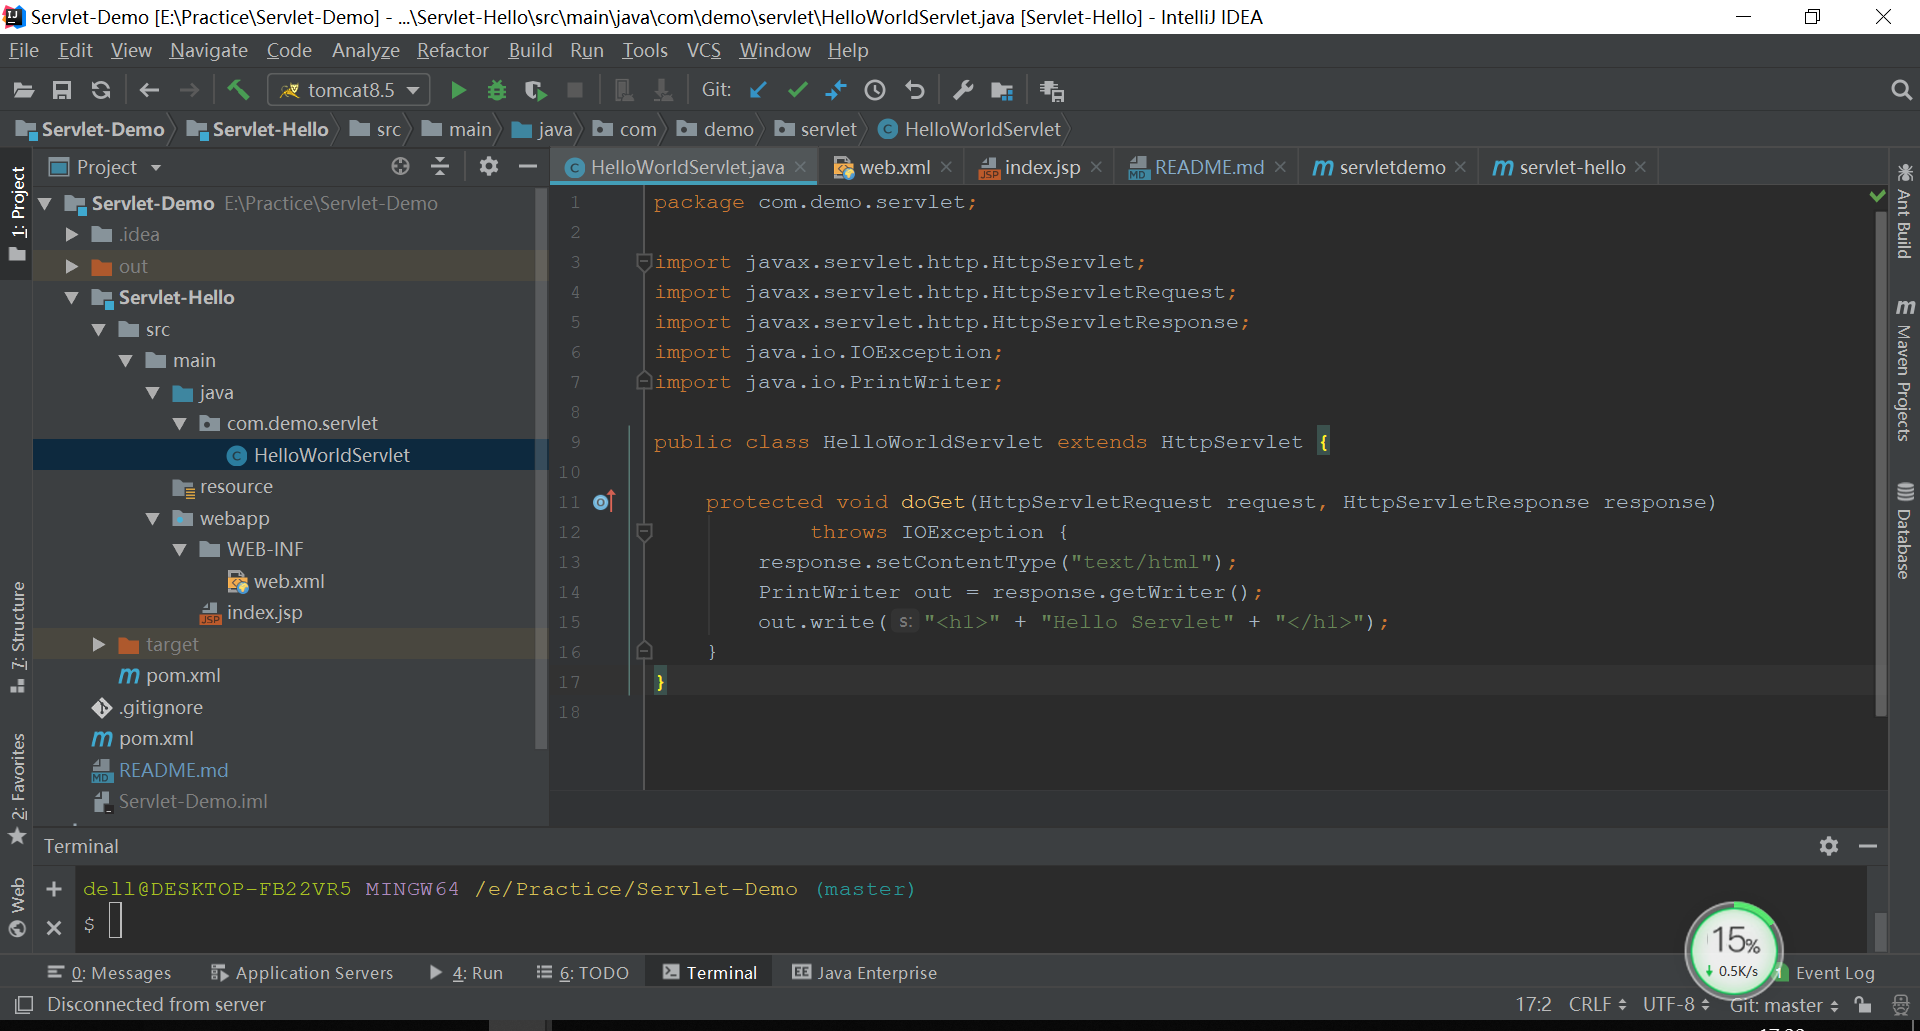 Servlet-Demo [E:\Practice\Servlet-Demo] - ...\Servlet-Hello\src\main\java\com\demo\servlet\HelloWorldServlet.java [Servlet-Hello] - IntelliJ IDEA
File Edit View Navigate Code Analyze Refactor Build Run Tools VCS Window Help
tomcat8.5 Git:
Servlet-Demo Servlet-Hello src main java com demo servlet HelloWorldServlet
Project
HelloWorldServlet.java web.xml index.jsp README.md servletdemo servlet-hello
1: Project
7: Structure
2: Favorites
Web
Servlet-Demo E:\Practice\Servlet-Demo
.idea
out
Servlet-Hello
src
main
java
com.demo.servlet
HelloWorldServlet
resource
webapp
WEB-INF
web.xml
index.jsp
target
pom.xml
.gitignore
pom.xml
README.md
Servlet-Demo.iml
1 package com.demo.servlet;
2
3 import javax.servlet.http.HttpServlet;
4 import javax.servlet.http.HttpServletRequest;
5 import javax.servlet.http.HttpServletResponse;
6 import java.io.IOException;
7 import java.io.PrintWriter;
8
9 public class HelloWorldServlet extends HttpServlet {
10
11 protected void doGet(HttpServletRequest request, HttpServletResponse response)
12 throws IOException {
13 response.setContentType("text/html");
14 PrintWriter out = response.getWriter();
15 out.write( s: "<h1>" + "Hello Servlet" + "</h1>");
16 }
17 }
18
Ant Build
Maven Projects
Database
Terminal
dell@DESKTOP-FB22VR5 MINGW64 /e/Practice/Servlet-Demo (master)
$
15%
0.5K/s
0: Messages Application Servers 4: Run 6: TODO Terminal Java Enterprise 1 Event Log
Disconnected from server 17:2 CRLF UTF-8 Git: master